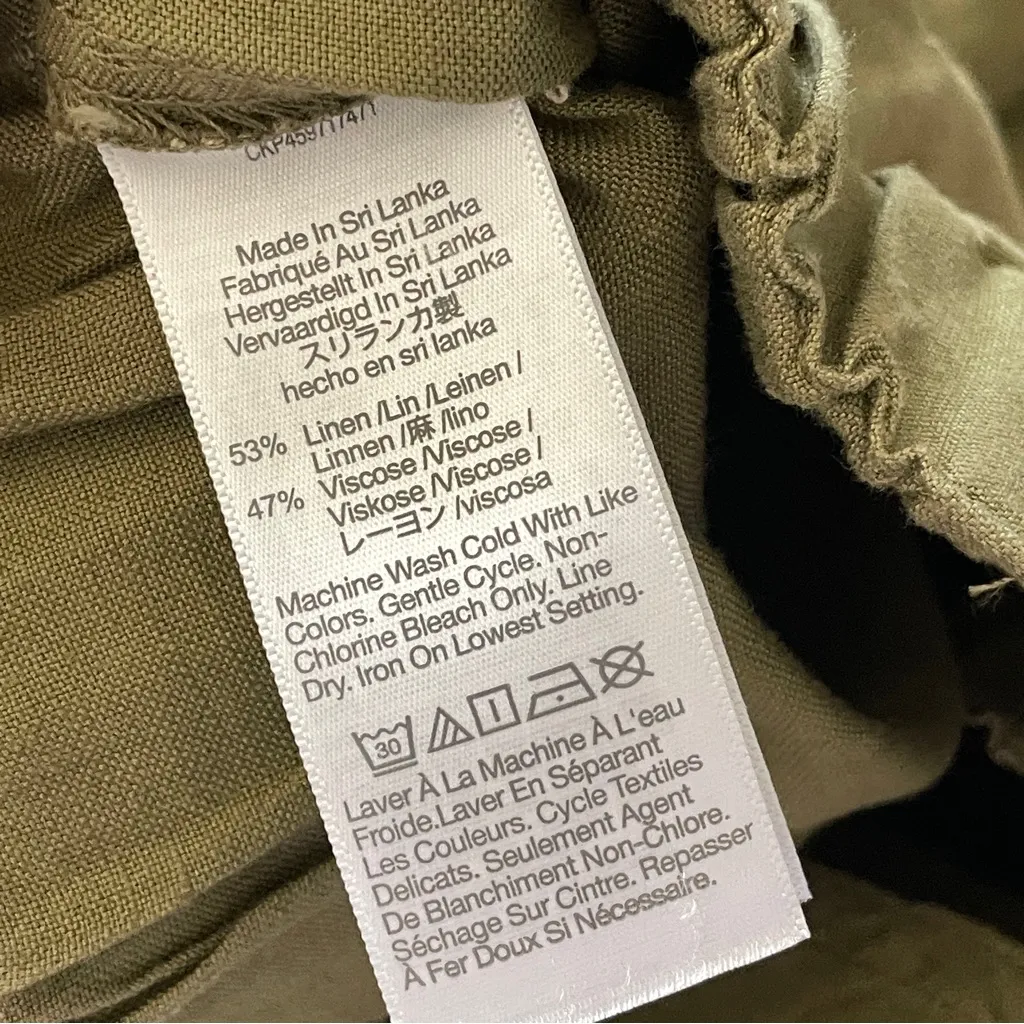 CKP459717471
Made In Sri Lanka
Fabriqué Au Sri Lanka
Hergestellt In Sri Lanka
Vervaardigd In Sri Lanka
スリランカ製
hecho en sri lanka
53% Linen /Lin /Leinen /
Linnen /麻 /lino
47% Viscose /Viscose /
Viskose /Viscose /
レーヨン /viscosa
Machine Wash Cold With Like
Colors. Gentle Cycle. Non-
Chlorine Bleach Only. Line
Dry. Iron On Lowest Setting.
30
Laver À La Machine À L'eau
Froide.Laver En Séparant
Les Couleurs. Cycle Textiles
Delicats. Seulement Agent
De Blanchiment Non-Chlore.
Séchage Sur Cintre. Repasser
À Fer Doux Si Nécessaire.